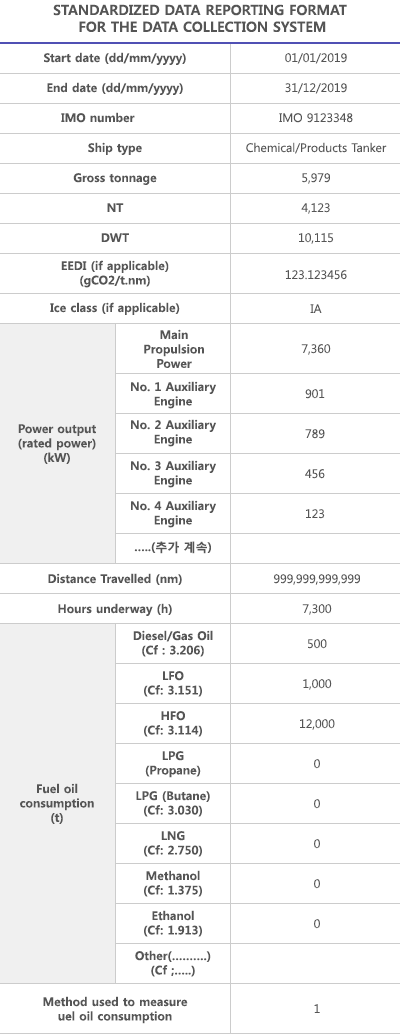 STANDARDIZED DATA REPORTING FORMAT
FOR THE DATA COLLECTION SYSTEM
Start date (dd/mm/yyyy) 01/01/2019
End date (dd/mm/yyyy) 31/12/2019
IMO number IMO 9123348
Ship type Chemical/Products Tanker
Gross tonnage 5,979
NT 4,123
DWT 10,115
EEDI (if applicable)
(gCO2/t.nm) 123.123456
Ice class (if applicable) IA
Power output
(rated power)
(kW)
Main
Propulsion
Power 7,360
No. 1 Auxiliary
Engine 901
No. 2 Auxiliary
Engine 789
No. 3 Auxiliary
Engine 456
No. 4 Auxiliary
Engine 123
.....(추가 계속)
Distance Travelled (nm) 999,999,999,999
Hours underway (h) 7,300
Fuel oil
consumption
(t)
Diesel/Gas Oil
(Cf : 3.206) 500
LFO
(Cf: 3.151) 1,000
HFO
(Cf: 3.114) 12,000
LPG
(Propane) 0
LPG (Butane)
(Cf: 3.030) 0
LNG
(Cf: 2.750) 0
Methanol
(Cf: 1.375) 0
Ethanol
(Cf: 1.913) 0
Other(..........)
(Cf ;.....)
Method used to measure
uel oil consumption 1